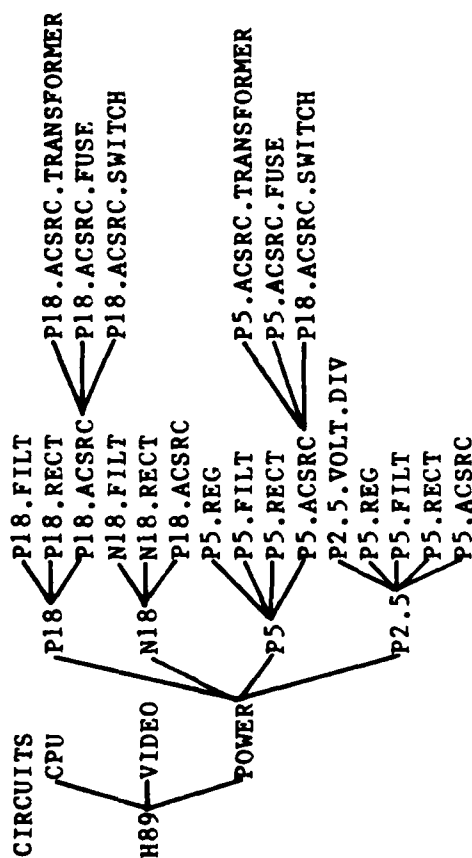 CIRCUITS P18.FILT
CPU P18 P18.RECT P18.ACSRC.TRANSFORMER
P18.ACSRC P18.ACSRC.FUSE
N18.FILT P18.ACSRC.SWITCH
H89 VIDEO N18 N18.RECT
P18.ACSRC
P5.REG
POWER P5.FILT P5.ACSRC.TRANSFORMER
P5 P5.RECT P5.ACSRC.FUSE
P5.ACSRC P18.ACSRC.SWITCH
P2.5.VOLT.DIV
P5.REG
P2.5 P5.FILT
P5.RECT
P5.ACSRC